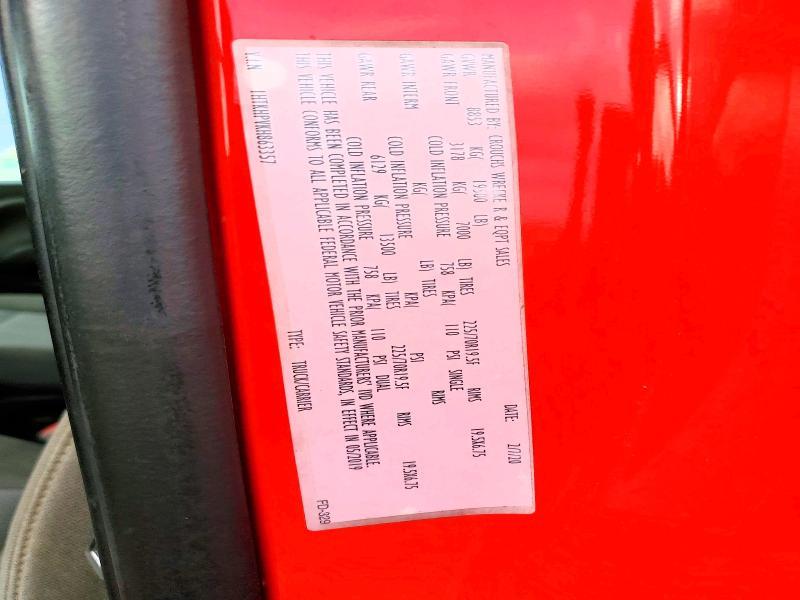 MANUFACTURED BY: CROUCHS WRECKE R & EQPT SALES DATE: 2/7/20
GVWR 8853 KG( 19500 LB)
GAWR FRONT 3178 KG( 7000 LB) TIRES 225/70R19.5F RIMS 19.5X6.75
COLD INFLATION PRESSURE 758 KPA( 110 PSI SINGLE
GAWR INTERM KG( LB) TIRES RIMS
COLD INFLATION PRESSURE KPA( PSI
GAWR REAR 6129 KG( 13500 LB) TIRES 225/70R19.5F RIMS 19.5X6.75
COLD INFLATION PRESSURE 758 KPA( 110 PSI DUAL
THIS VEHICLE HAS BEEN COMPLETED IN ACCORDANCE WITH THE PRIOR MANUFACTURERS' IVD WHERE APPLICABLE.
THIS VEHICLE CONFORMS TO ALL APPLICABLE FEDERAL MOTOR VEHICLE SAFETY STANDARDS, IN EFFECT IN 05/2019
V.I.N TYPE: TRUCK/CARRIER
FD-329